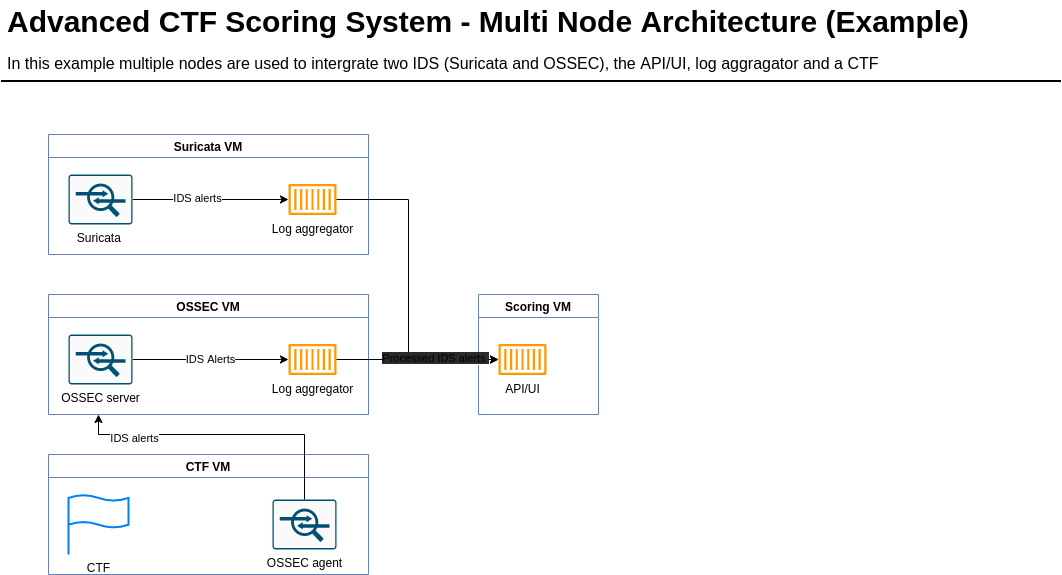 Advanced CTF Scoring System - Multi Node Architecture (Example)
In this example multiple nodes are used to intergrate two IDS (Suricata and OSSEC), the API/UI, log aggragator and a CTF
Suricata VM
IDS alerts
Suricata
Log aggregator
OSSEC VM
Scoring VM
IDS Alerts
Processed IDS alerts
OSSEC server
Log aggregator
API/UI
IDS alerts
CTF VM
CTF
OSSEC agent